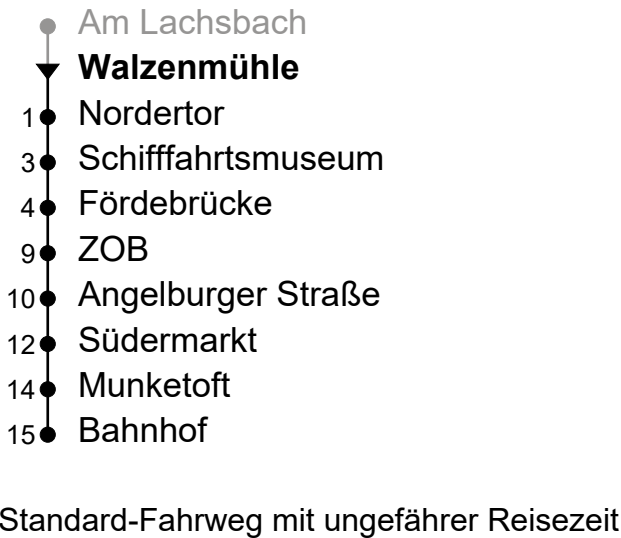 Am Lachsbach
Walzenmühle
1 Nordertor
3 Schifffahrtsmuseum
4 Fördebrücke
9 ZOB
10 Angelburger Straße
12 Südermarkt
14 Munketoft
15 Bahnhof
Standard-Fahrweg mit ungefährer Reisezeit